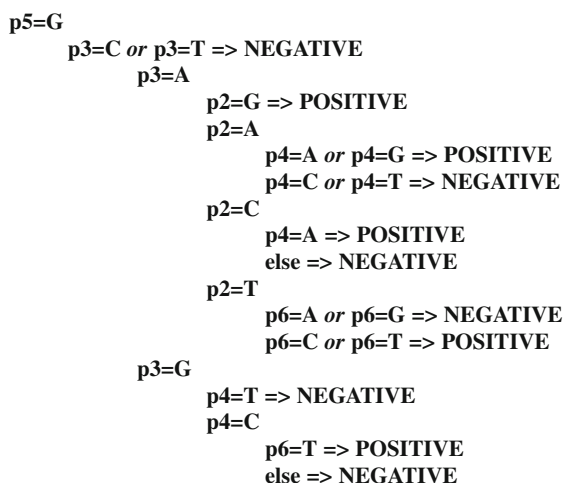 p5=G
p3=C or p3=T => NEGATIVE
p3=A
p2=G => POSITIVE
p2=A
p4=A or p4=G => POSITIVE
p4=C or p4=T => NEGATIVE
p2=C
p4=A => POSITIVE
else => NEGATIVE
p2=T
p6=A or p6=G => NEGATIVE
p6=C or p6=T => POSITIVE
p3=G
p4=T => NEGATIVE
p4=C
p6=T => POSITIVE
else => NEGATIVE